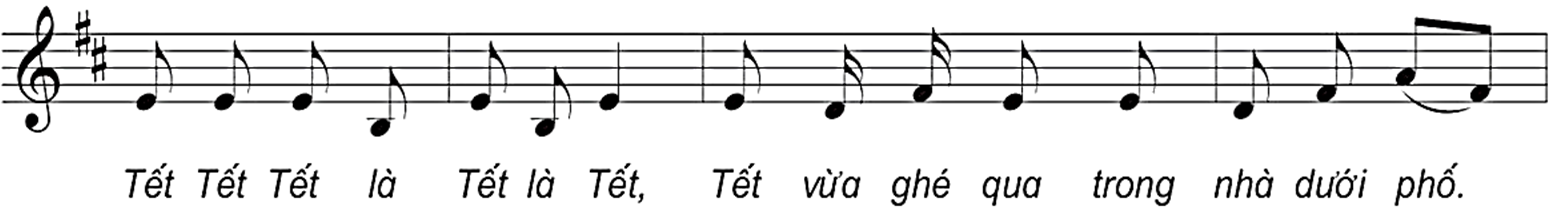 Tết Tết Tết là Tết là Tết, Tết vừa ghé qua trong nhà dưới phố.